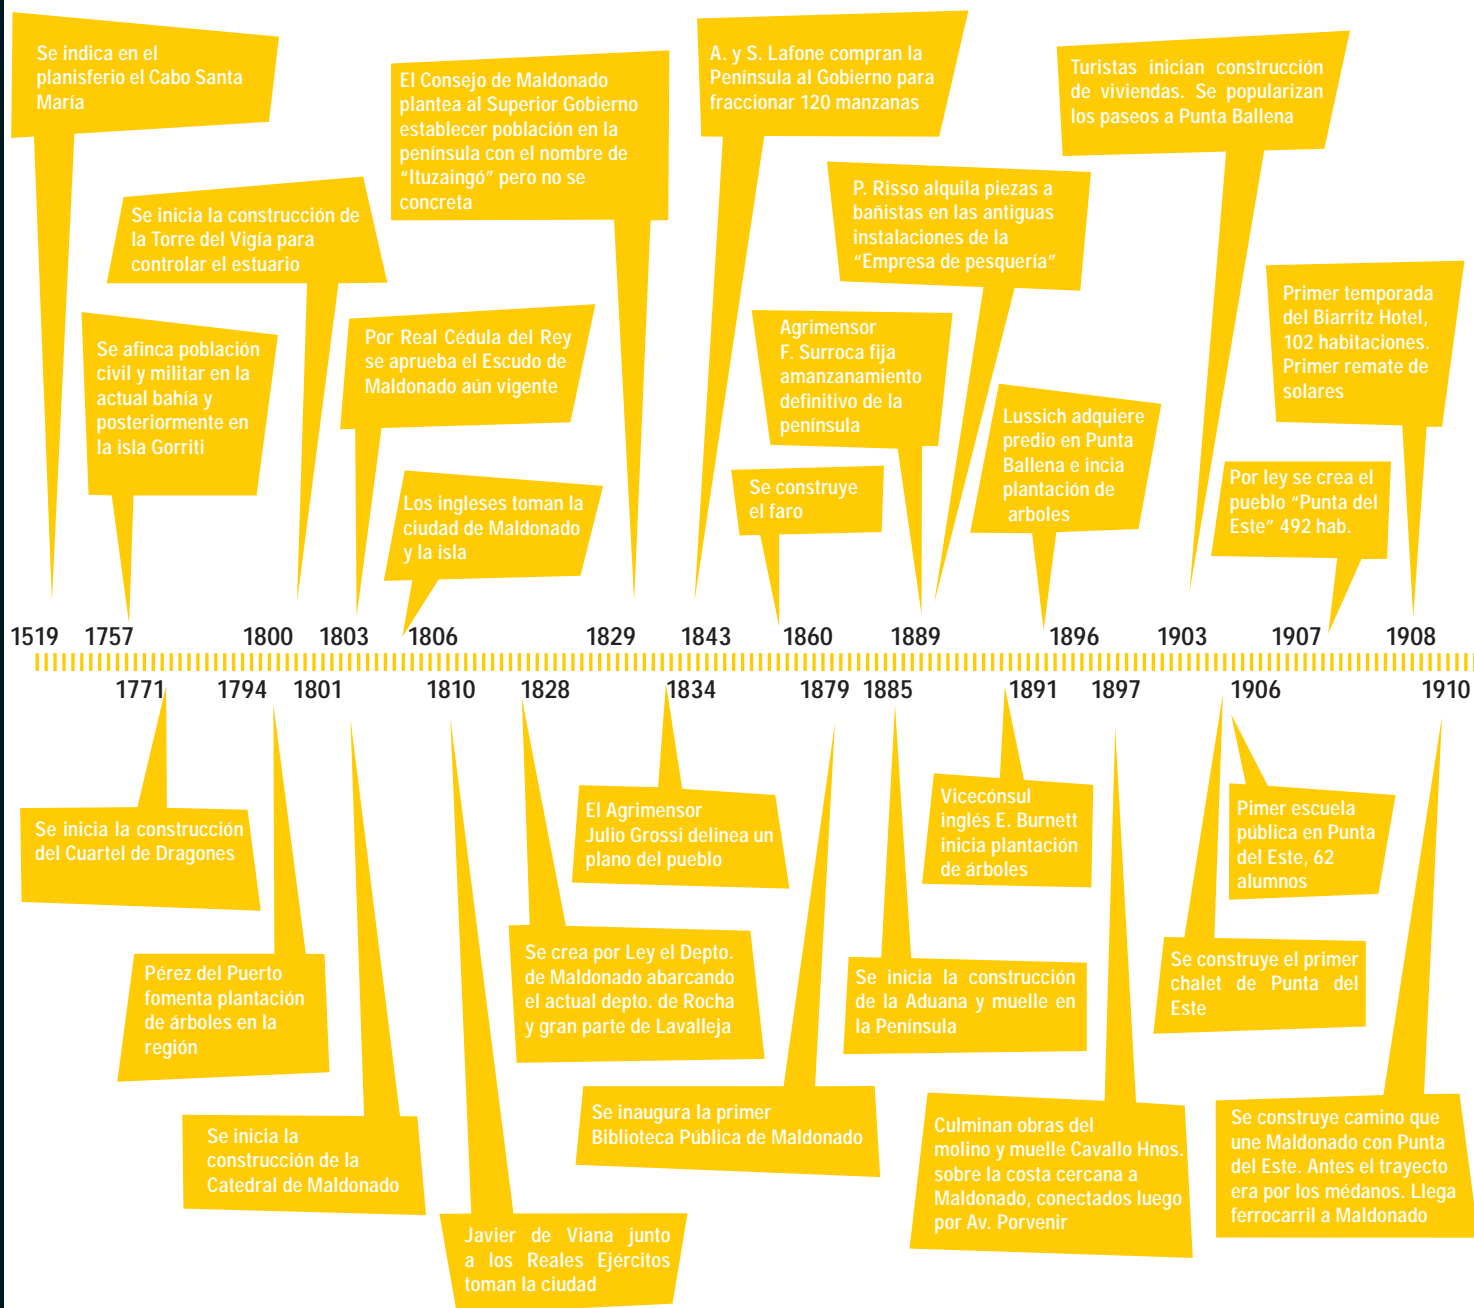 Se indica en el
planisferio el Cabo Santa
María
El Consejo de Maldonado
plantea al Superior Gobierno
establecer población en la
península con el nombre de
“Ituzaingó” pero no se
concreta
A. y S. Lafone compran la
Península al Gobierno para
fraccionar 120 manzanas
Turistas inician construcción
de viviendas. Se popularizan
los paseos a Punta Ballena
Se inicia la construcción de
la Torre del Vigía para
controlar el estuario
P. Risso alquila piezas a
bañistas en las antiguas
instalaciones de la
“Empresa de pesquería”
Se afinca población
civil y militar en la
actual bahía y
posteriormente en
la isla Gorriti
Por Real Cédula del Rey
se aprueba el Escudo de
Maldonado aún vigente
Agrimensor
F. Surroca fija
amanzanamiento
definitivo de la
península
Primer temporada
del Biarritz Hotel,
102 habitaciones.
Primer remate de
solares
Los ingleses toman la
ciudad de Maldonado
y la isla
Se construye
el faro
Lussich adquiere
predio en Punta
Ballena e incia
plantación de
arboles
Por ley se crea el
pueblo “Punta del
Este” 492 hab.
1519 1757 1800 1803 1806 1829 1843 1860 1889 1896 1903 1907 1908
1771 1794 1801 1810 1828 1834 1879 1885 1891 1897 1906 1910
Se inicia la construcción
del Cuartel de Dragones
El Agrimensor
Julio Grossi delinea un
plano del pueblo
Vicecónsul
inglés E. Burnett
inicia plantación
de árboles
Pimer escuela
pública en Punta
del Este, 62
alumnos
Pérez del Puerto
fomenta plantación
de árboles en la
región
Se crea por Ley el Depto.
de Maldonado abarcando
el actual depto. de Rocha
y gran parte de Lavalleja
Se inicia la construcción
de la Aduana y muelle en
la Península
Se construye el primer
chalet de Punta del
Este
Se inicia la
construcción de la
Catedral de Maldonado
Se inaugura la primer
Biblioteca Pública de Maldonado
Culminan obras del
molino y muelle Cavallo Hnos.
sobre la costa cercana a
Maldonado, conectados luego
por Av. Porvenir
Se construye camino que
une Maldonado con Punta
del Este. Antes el trayecto
era por los médanos. Llega
ferrocarril a Maldonado
Javier de Viana junto
a los Reales Ejércitos
toman la ciudad